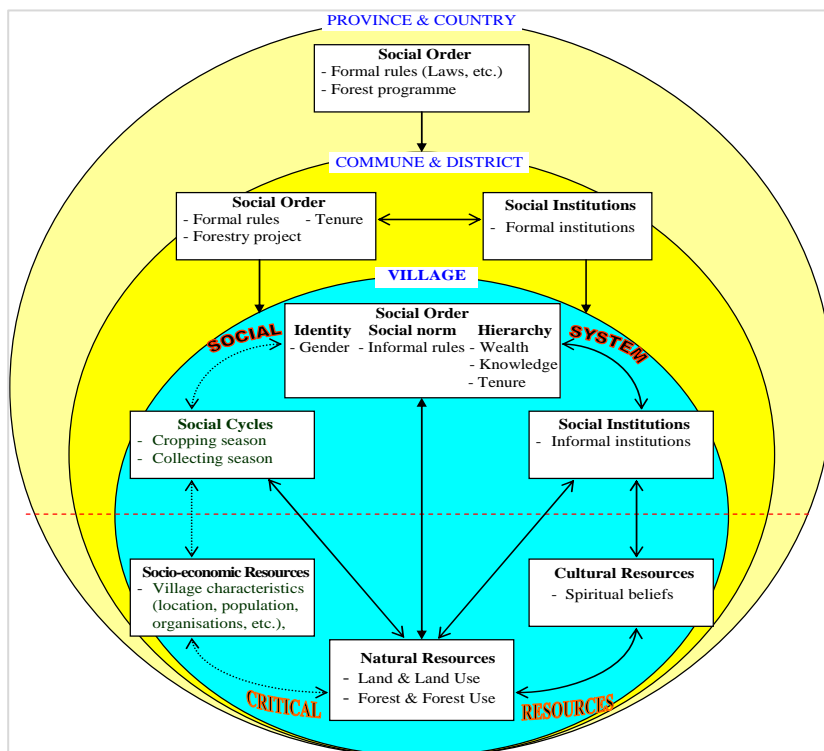 PROVINCE & COUNTRY
Social Order
- Formal rules (Laws, etc.)
- Forest programme
COMMUNE & DISTRICT
Social Order
- Formal rules - Tenure
- Forestry project
Social Institutions
- Formal institutions
VILLAGE
SOCIAL
SYSTEM
Social Order
Identity Social norm Hierarchy
- Gender - Informal rules - Wealth
- Knowledge
- Tenure
Social Cycles
- Cropping season
- Collecting season
Social Institutions
- Informal institutions
Socio-economic Resources
- Village characteristics
(location, population,
organisations, etc.),
Cultural Resources
- Spiritual beliefs
Natural Resources
- Land & Land Use
- Forest & Forest Use
CRITICAL
RESOURCES